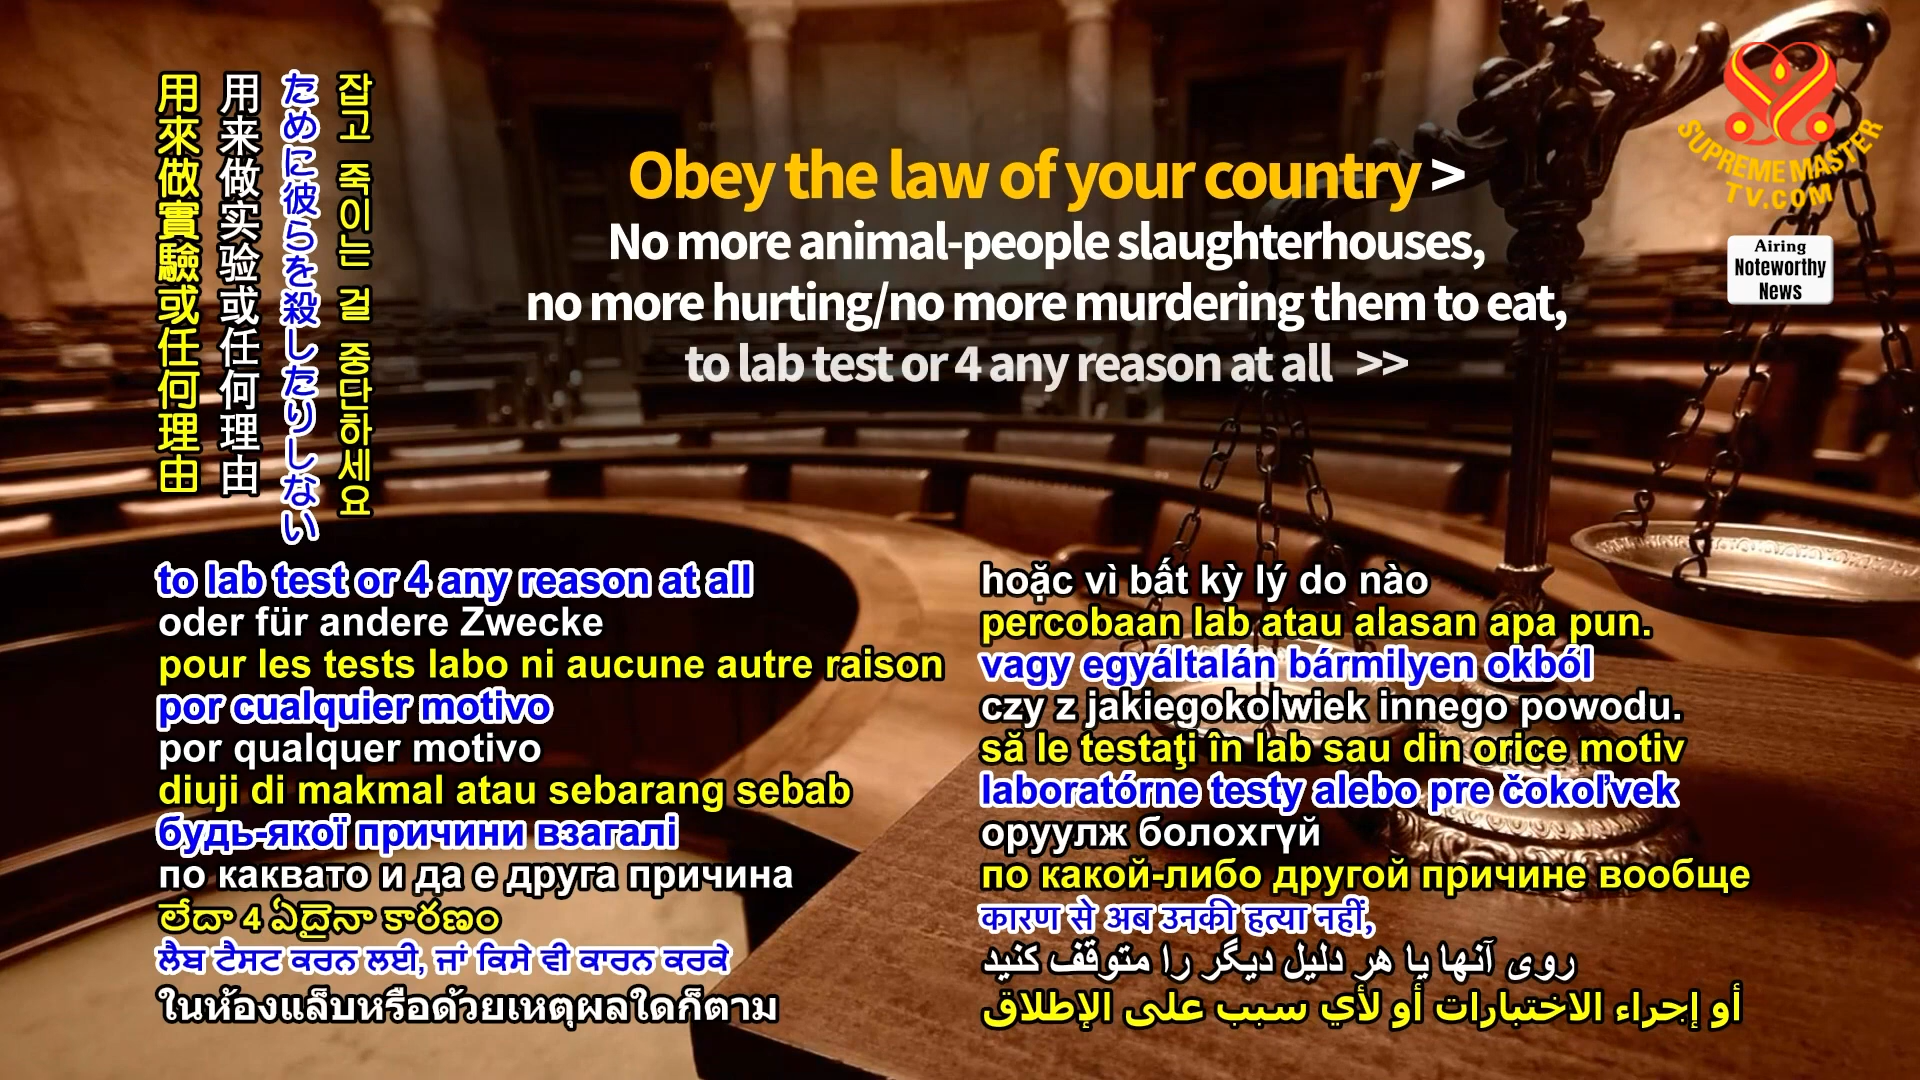 用來做實驗或任何理由
用来做实验或任何理由
ために彼らを殺したりしない
잡고 죽이는 걸 중단하세요
Obey the law of your country >
No more animal-people slaughterhouses,
no more hurting/no more murdering them to eat,
to lab test or 4 any reason at all >>
SUPREME MASTER
TV.COM
Airing
Noteworthy
News
to lab test or 4 any reason at all
oder für andere Zwecke
pour les tests labo ni aucune autre raison
por cualquier motivo
por qualquer motivo
diuji di makmal atau sebarang sebab
будь-якої причини взагалі
по каквато и да е друга причина
లేదా 4 ఏదైనా కారణం
ਲੈਬ ਟੈਸਟ ਕਰਨ ਲਈ, ਜਾਂ ਕਿਸੇ ਵੀ ਕਾਰਨ ਕਰਕੇ
ในห้องแล็บหรือด้วยเหตุผลใดก็ตาม
hoặc vì bất kỳ lý do nào
percobaan lab atau alasan apa pun.
vagy egyáltalán bármilyen okból
czy z jakiegokolwiek innego powodu.
să le testaţi în lab sau din orice motiv
laboratórne testy alebo pre čokoľvek
оруулж болохгүй
по какой-либо другой причине вообще
कारण से अब उनकी हत्या नहीं,
روی آنها یا هر دلیل دیگر را متوقف کنید
أو إجراء الاختبارات أو لأي سبب على الإطلاق